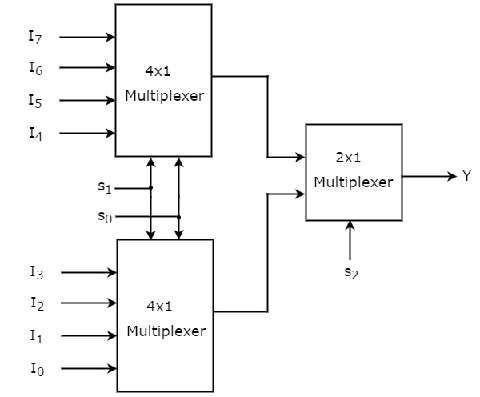 I7
I6
I5
I4
4x1
Multiplexer
s1
s0
I3
I2
I1
I0
4x1
Multiplexer
2x1
Multiplexer
Y
s2